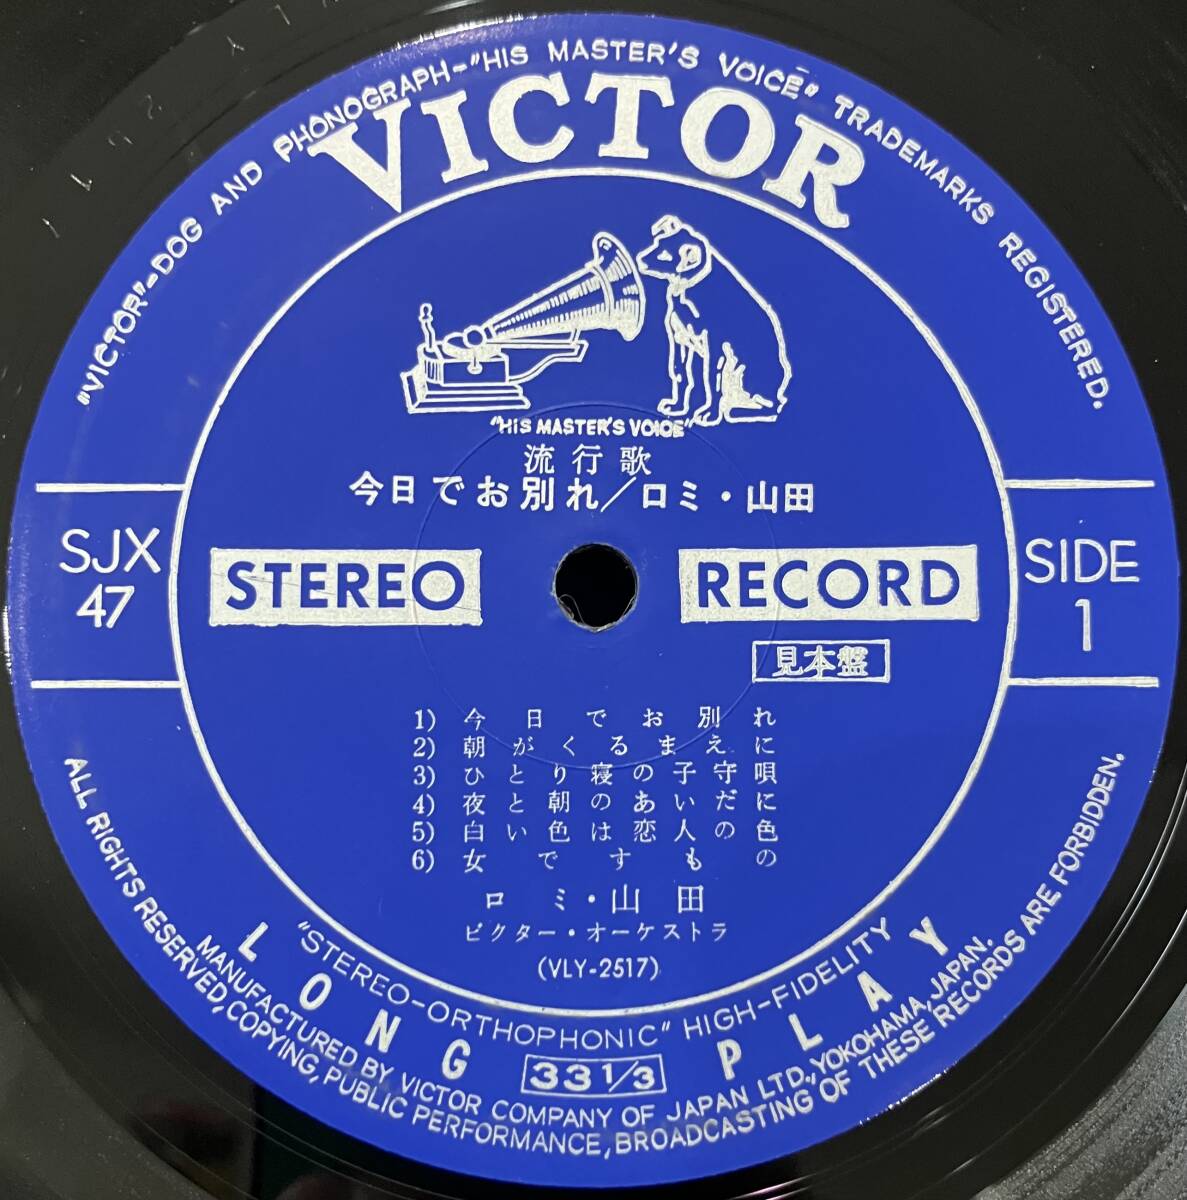 "VICTOR"-DOG AND PHONOGRAPH-"HIS MASTER'S VOICE" TRADEMARKS REGISTERED.
VICTOR
"HIS MASTER'S VOICE"
流行歌
今日でお別れ/ロミ・山田
SJX
47
STEREO
RECORD
SIDE
1
見本盤
1) 今日でお別れ
2) 朝がくるまえに
3) ひとり寝の子守唄
4) 夜と朝のあいだに
5) 白い色は恋人の色
6) 女ですもの
ロミ・山田
ビクター・オーケストラ
(VLY-2517)
"STEREO-ORTHOPHONIC" HIGH-FIDELITY
LONG PLAY
33 1/3
MANUFACTURED BY VICTOR COMPANY OF JAPAN LTD., YOKOHAMA, JAPAN.
ALL RIGHTS RESERVED, COPYING, PUBLIC PERFORMANCE, BROADCASTING OF THESE RECORDS ARE FORBIDDEN.